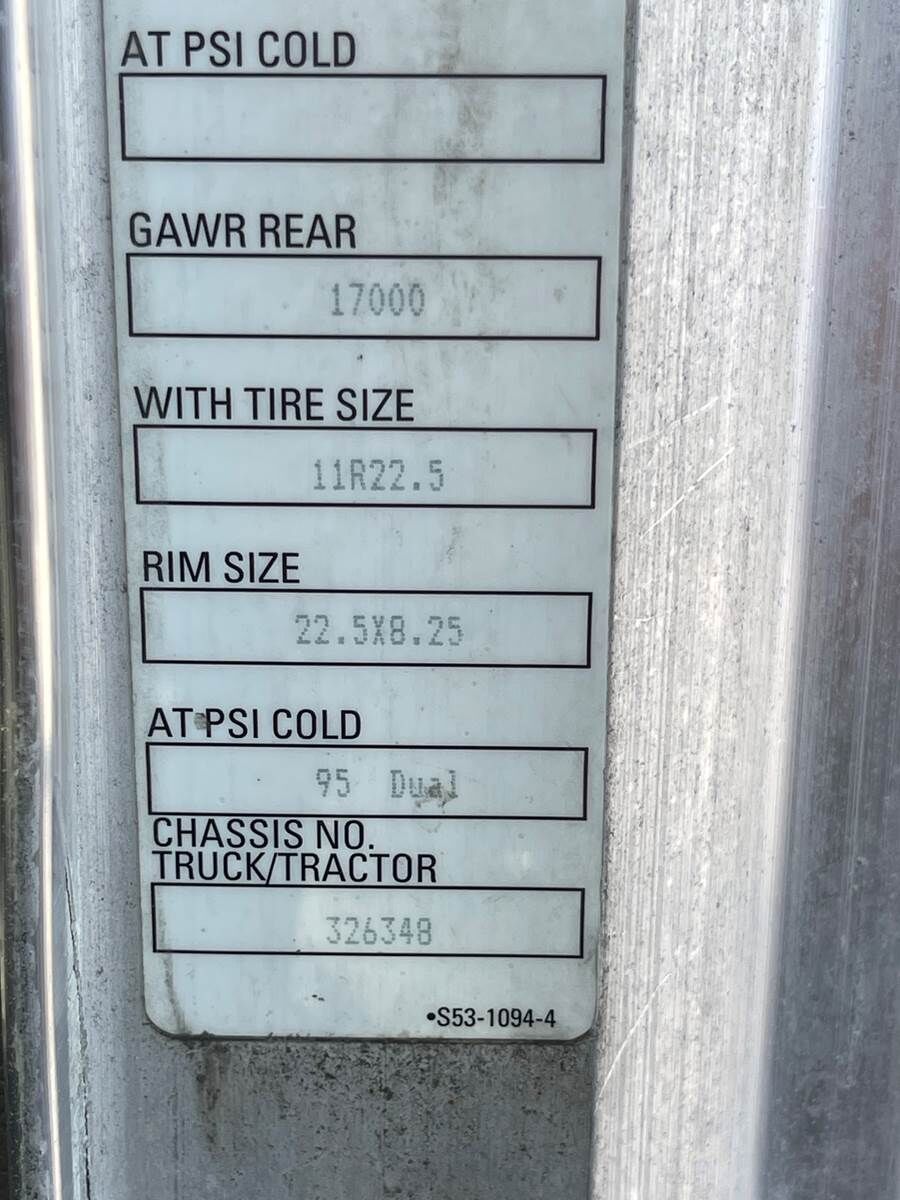 AT PSI COLD
GAWR REAR
17000
WITH TIRE SIZE
11R22.5
RIM SIZE
22.5X8.25
AT PSI COLD
95 Dual
CHASSIS NO.
TRUCK/TRACTOR
326348
•S53-1094-4